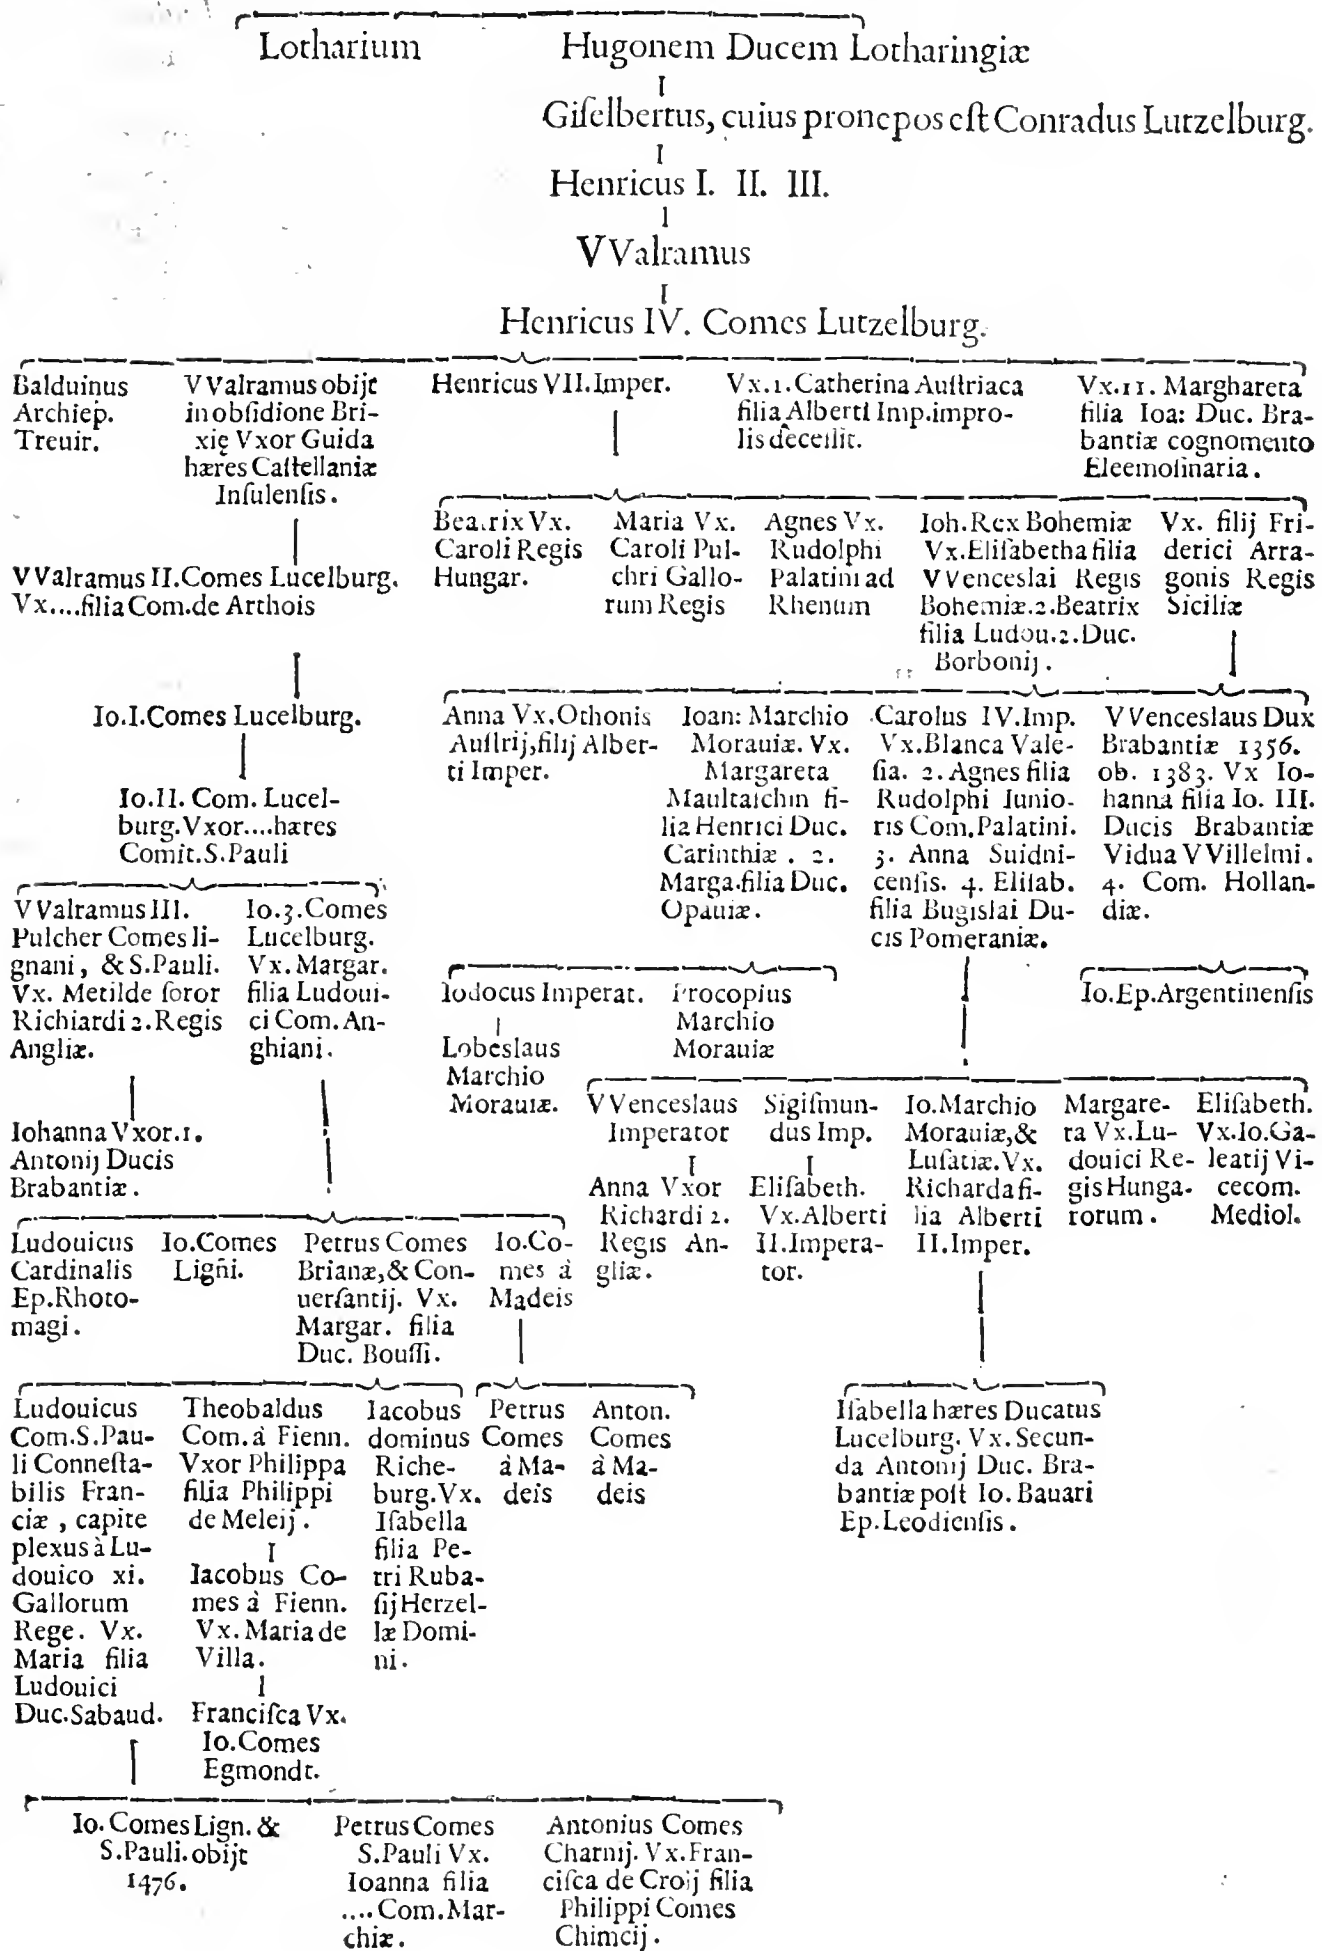 Lotharium
Hugonem Ducem Lotharingiæ
Giſelbertus, cuius pronepos eſt Conradus Lutzelburg.
Henricus I. II. III.
VValramus
Henricus IV. Comes Lutzelburg.
Balduinus
Archiep.
Treuir.
VValramus obijt
in obſidione Bri-
xię Vxor Guida
hæres Caſtellaniæ
Inſulenſis.
Henricus VII. Imper.
Vx. 1. Catherina Auſtriaca
filia Alberti Imp. impro-
lis deceſſit.
Vx. 11. Marghareta
filia Ioa: Duc. Bra-
bantiæ cognomento
Eleemoſinaria.
VValramus II. Comes Lucelburg.
Vx....filia Com. de Arthois
Beatrix Vx.
Caroli Regis
Hungar.
Maria Vx.
Caroli Pul-
chri Gallo-
rum Regis
Agnes Vx.
Rudolphi
Palatini ad
Rhenum
Ioh. Rex Bohemiæ
Vx. Eliſabetha filia
VVenceslai Regis
Bohemiæ. 2. Beatrix
filia Ludou. 2. Duc.
Borbonij.
Vx. filij Fri-
derici Arra-
gonis Regis
Siciliæ
Io. I. Comes Lucelburg.
Io. II. Com. Lucel-
burg. Vxor....hæres
Comit. S. Pauli
Anna Vx. Othonis
Auſtrij, filij Alber-
ti Imper.
Ioan: Marchio
Morauiæ. Vx.
Margareta
Maultaſchin fi-
lia Henrici Duc.
Carinthiæ. 2.
Marga. filia Duc.
Opauiæ.
Carolus IV. Imp.
Vx. Blanca Vale-
ſia. 2. Agnes filia
Rudolphi Iunio-
ris Com. Palatini.
3. Anna Suidni-
cenſis. 4. Eliſab.
filia Bugislai Du-
cis Pomeraniæ.
VVenceslaus Dux
Brabantiæ 1356.
ob. 1383. Vx Io-
hanna filia Io. III.
Ducis Brabantiæ
Vidua VVillelmi.
4. Com. Hollan-
diæ.
VValramus III.
Pulcher Comes li-
gnani, & S. Pauli.
Vx. Metilde ſoror
Richiardi 2. Regis
Angliæ.
Io. 3. Comes
Lucelburg.
Vx. Margar.
filia Ludoui-
ci Com. An-
ghiani.
Iodocus Imperat.
Lobeslaus
Marchio
Morauiæ.
Procopius
Marchio
Morauiæ
Io. Ep. Argentinenſis
Iohanna Vxor. 1.
Antonij Ducis
Brabantiæ.
VVenceslaus
Imperator
Anna Vxor
Richardi 2.
Regis An-
gliæ.
Sigiſmun-
dus Imp.
Eliſabeth.
Vx. Alberti
II. Impera-
tor.
Io. Marchio
Morauiæ, &
Luſatiæ. Vx.
Richarda fi-
lia Alberti
II. Imper.
Margare-
ta Vx. Lu-
douici Re-
gis Hunga-
rorum.
Eliſabeth.
Vx. Io. Ga-
leatij Vi-
cecom.
Mediol.
Ludouicus
Cardinalis
Ep. Rhoto-
magi.
Io. Comes
Ligñi.
Petrus Comes
Brianæ, & Con-
uerſantij. Vx.
Margar. filia
Duc. Bouſſi.
Io. Co-
mes à
Madeis
Ludouicus
Com. S. Pau-
li Conneſta-
bilis Fran-
ciæ, capite
plexus à Lu-
douico xi.
Gallorum
Rege. Vx.
Maria filia
Ludouici
Duc. Sabaud.
Theobaldus
Com. à Fienn.
Vxor Philippa
filia Philippi
de Meleij.
Iacobus Co-
mes à Fienn.
Vx. Maria de
Villa.
Franciſca Vx.
Io. Comes
Egmondt.
Iacobus
dominus
Riche-
burg. Vx.
Iſabella
filia Pe-
tri Ruba-
ſij Herzel-
læ Domi-
ni.
Petrus
Comes
à Ma-
deis
Anton.
Comes
à Ma-
deis
Iſabella hæres Ducatus
Lucelburg. Vx. Secun-
da Antonij Duc. Bra-
bantiæ poſt Io. Bauari
Ep. Leodienſis.
Io. Comes Lign. &
S. Pauli. obijt
1476.
Petrus Comes
S. Pauli Vx.
Ioanna filia
.... Com. Mar-
chiæ.
Antonius Comes
Charnij. Vx. Fran-
ciſca de Croij filia
Philippi Comes
Chimcij.